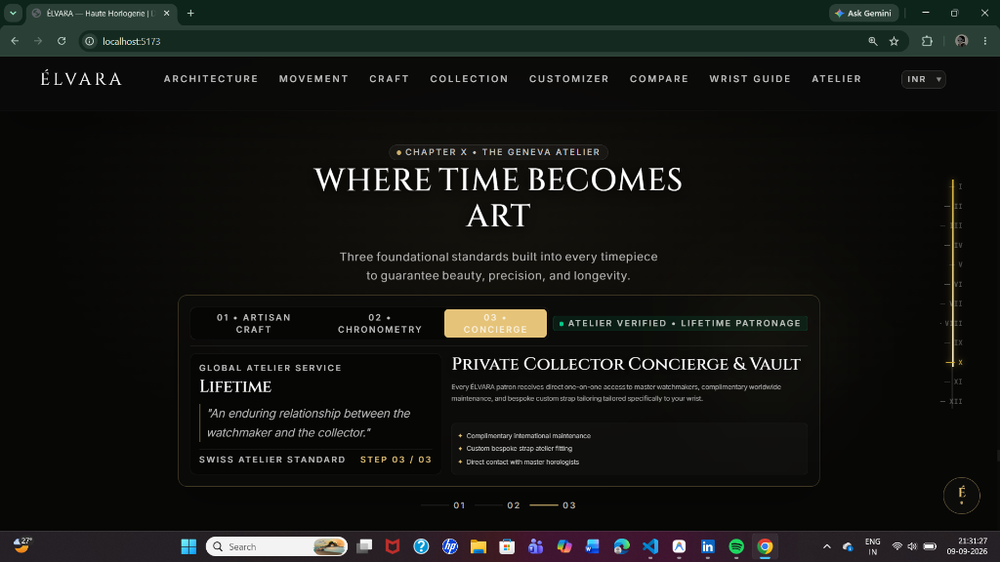 ÉLVARA — Haute Horlogerie |
Ask Gemini
localhost:5173
ÉLVARA
ARCHITECTURE
MOVEMENT
CRAFT
COLLECTION
CUSTOMIZER
COMPARE
WRIST GUIDE
ATELIER
INR
CHAPTER X • THE GENEVA ATELIER
WHERE TIME BECOMES
ART
Three foundational standards built into every timepiece
to guarantee beauty, precision, and longevity.
01 • ARTISAN
CRAFT
02 •
CHRONOMETRY
03 •
CONCIERGE
ATELIER VERIFIED • LIFETIME PATRONAGE
GLOBAL ATELIER SERVICE
LIFETIME
"An enduring relationship between the
watchmaker and the collector."
SWISS ATELIER STANDARD
STEP 03 / 03
PRIVATE COLLECTOR CONCIERGE & VAULT
Every ÉLVARA patron receives direct one-on-one access to master watchmakers, complimentary worldwide
maintenance, and bespoke custom strap tailoring tailored specifically to your wrist.
Complimentary international maintenance
Custom bespoke strap atelier fitting
Direct contact with master horologists
01
02
03
I
II
III
IV
V
VI
VII
VIII
IX
X
XI
XII
É
27°
Search
ENG
IN
21:31:27
09-09-2026